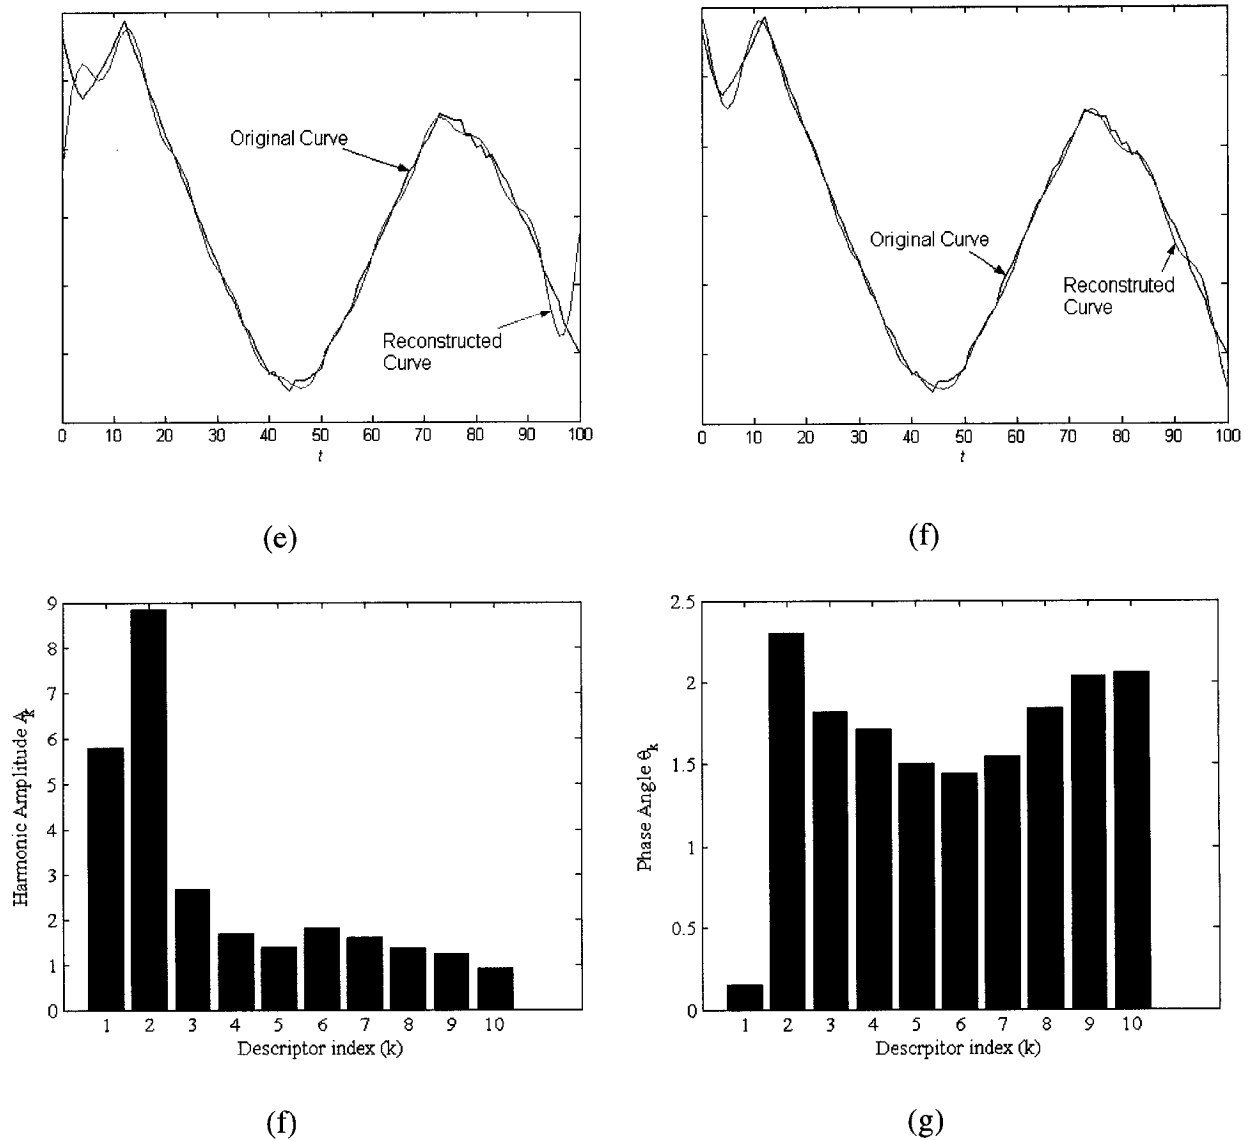 Original Curve
Reconstructed
Curve
0 10 20 30 40 50 60 70 80 90 100
t
(e)
Original Curve
Reconstruted
Curve
0 10 20 30 40 50 60 70 80 90 100
t
(f)
Harmonic Amplitude A_k
9
8
7
6
5
4
3
2
1
0
1 2 3 4 5 6 7 8 9 10
Descriptor index (k)
(f)
Phase Angle θ_k
2.5
2
1.5
1
0.5
0
1 2 3 4 5 6 7 8 9 10
Descrpitor index (k)
(g)